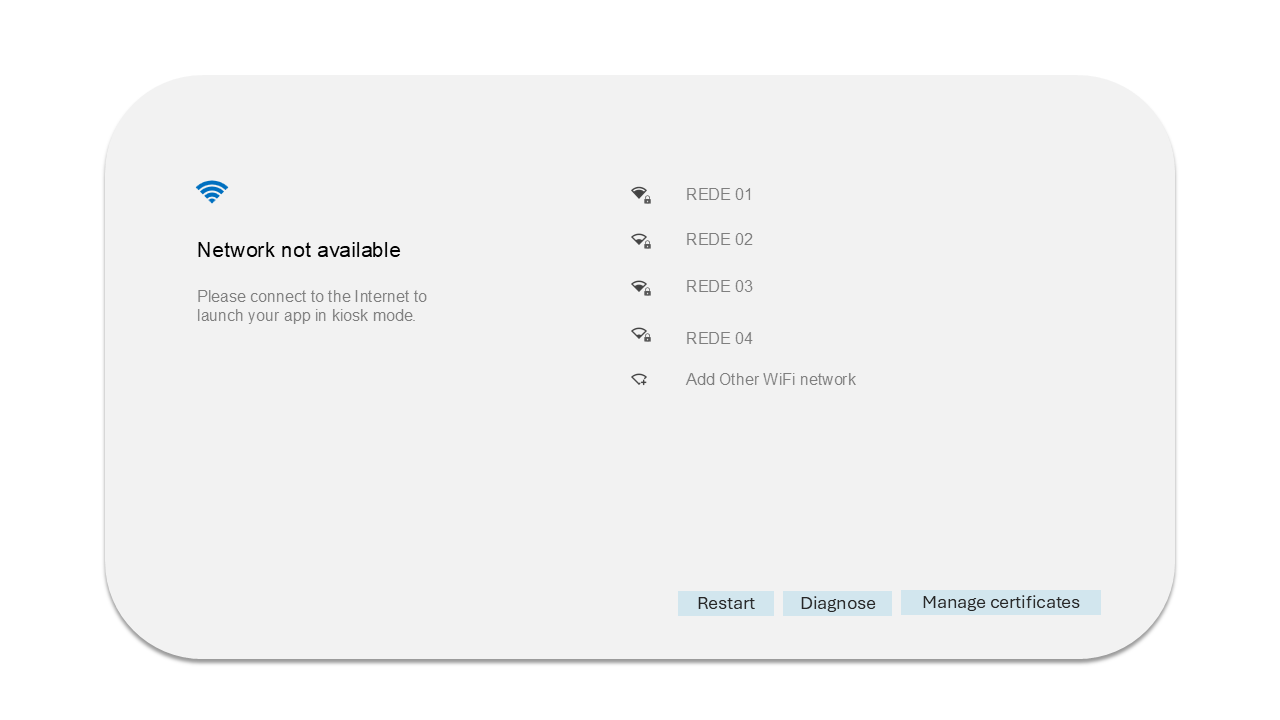 Network not available
Please connect to the Internet to
launch your app in kiosk mode.
REDE 01
REDE 02
REDE 03
REDE 04
Add Other WiFi network
Restart
Diagnose
Manage certificates